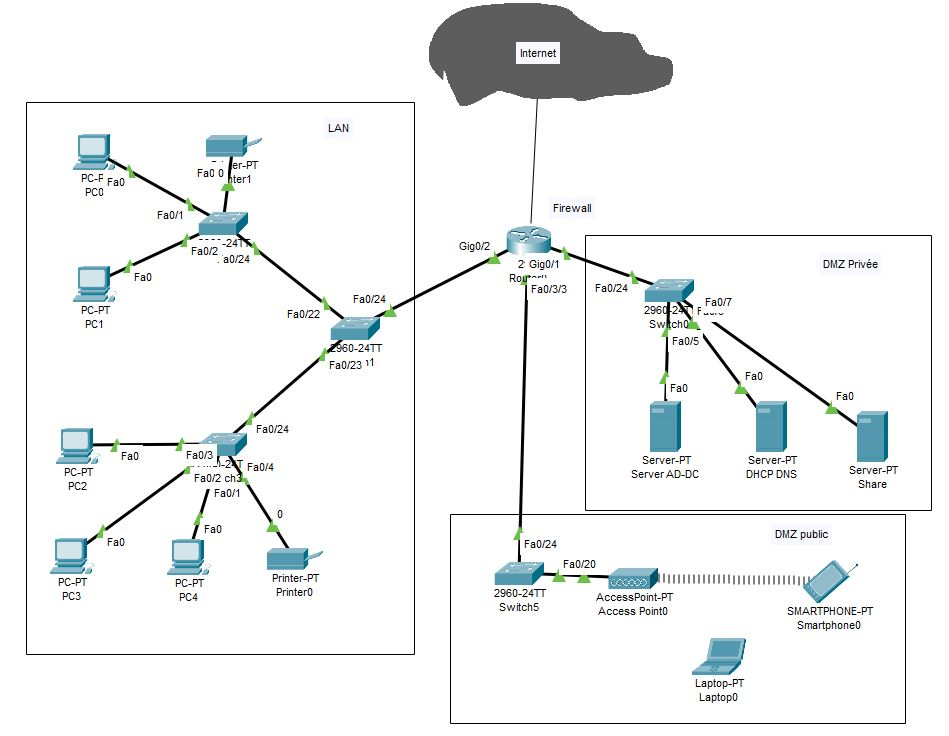 Internet
LAN
PC0
Fa0
Fa0/1
PC-PT
PC1
Fa0
Fa0/2
Fa0/22
Fa0/24
2960-24TT
Fa0/23
Fa0/24
PC-PT
PC2
Fa0
Fa0/3
Fa0/4
Fa0/2
Fa0/1
PC-PT
PC3
Fa0
PC-PT
PC4
Fa0
0
Printer-PT
Printer0
Firewall
Gig0/2
Gig0/1
Fa0/3/3
DMZ Privée
Fa0/24
Fa0/7
Fa0/5
Fa0
Fa0
Fa0
Server-PT
Server AD-DC
Server-PT
DHCP DNS
Server-PT
Share
DMZ public
Fa0/24
Fa0/20
2960-24TT
Switch5
AccessPoint-PT
Access Point0
SMARTPHONE-PT
Smartphone0
Laptop-PT
Laptop0